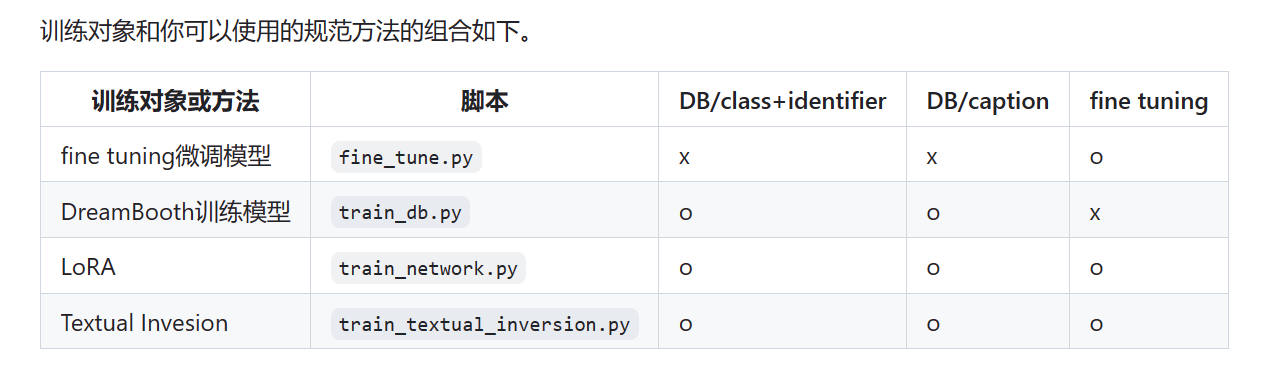 训练对象和你可以使用的规范方法的组合如下。
训练对象或方法 脚本 DB/class+identifier DB/caption fine tuning
fine tuning微调模型 fine_tune.py x x o
DreamBooth训练模型 train_db.py o o x
LoRA train_network.py o o o
Textual Invesion train_textual_inversion.py o o o